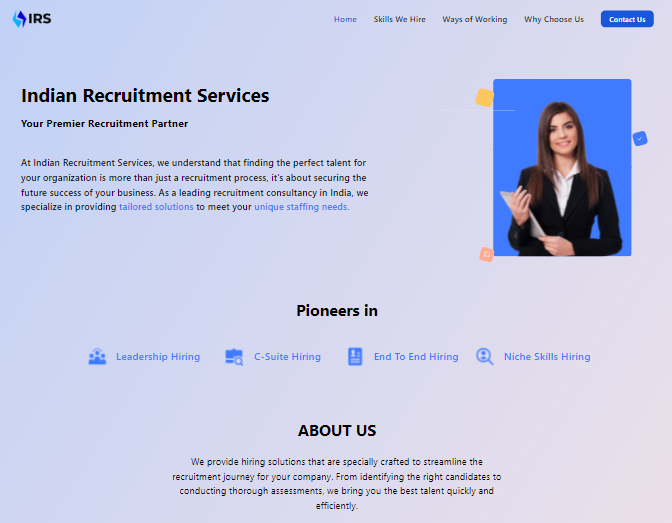 IRS
Home
Skills We Hire
Ways of Working
Why Choose Us
Contact Us
Indian Recruitment Services
Your Premier Recruitment Partner
At Indian Recruitment Services, we understand that finding the perfect talent for
your organization is more than just a recruitment process, it's about securing the
future success of your business. As a leading recruitment consultancy in India, we
specialize in providing tailored solutions to meet your unique staffing needs.
Pioneers in
Leadership Hiring
C-Suite Hiring
End To End Hiring
Niche Skills Hiring
ABOUT US
We provide hiring solutions that are specially crafted to streamline the
recruitment journey for your company. From identifying the right candidates to
conducting thorough assessments, we bring you the best talent quickly and
efficiently.